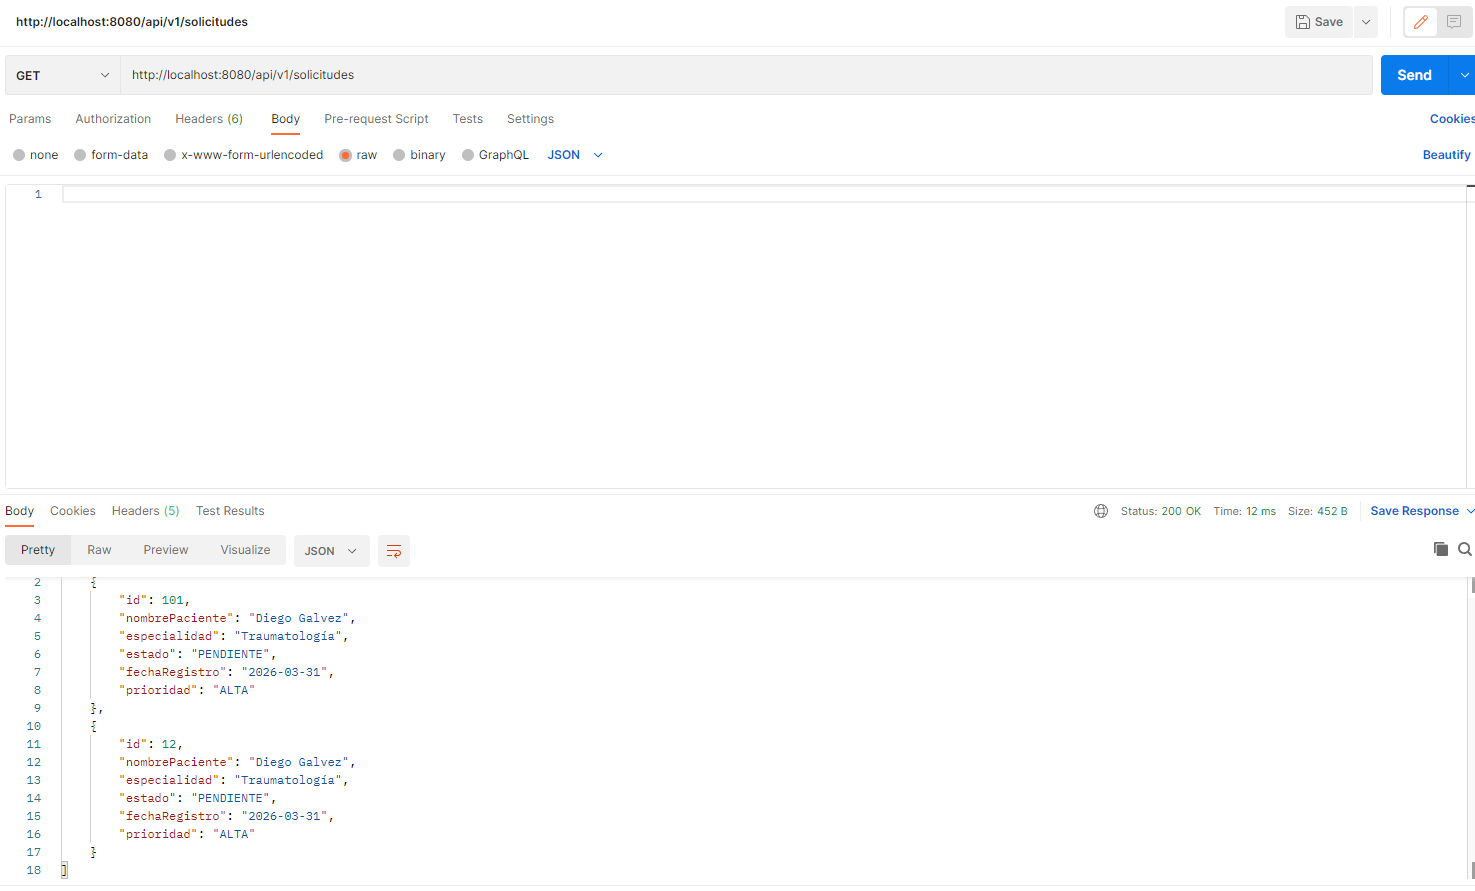 http://localhost:8080/api/v1/solicitudes
Save
GET
http://localhost:8080/api/v1/solicitudes
Send
Params Authorization Headers (6) Body Pre-request Script Tests Settings Cookies
none form-data x-www-form-urlencoded raw binary GraphQL JSON Beautify
1
Body Cookies Headers (5) Test Results Status: 200 OK Time: 12 ms Size: 452 B Save Response
Pretty Raw Preview Visualize JSON
2 {
3 "id": 101,
4 "nombrePaciente": "Diego Galvez",
5 "especialidad": "Traumatología",
6 "estado": "PENDIENTE",
7 "fechaRegistro": "2026-03-31",
8 "prioridad": "ALTA"
9 },
10 {
11 "id": 12,
12 "nombrePaciente": "Diego Galvez",
13 "especialidad": "Traumatología",
14 "estado": "PENDIENTE",
15 "fechaRegistro": "2026-03-31",
16 "prioridad": "ALTA"
17 }
18 ]